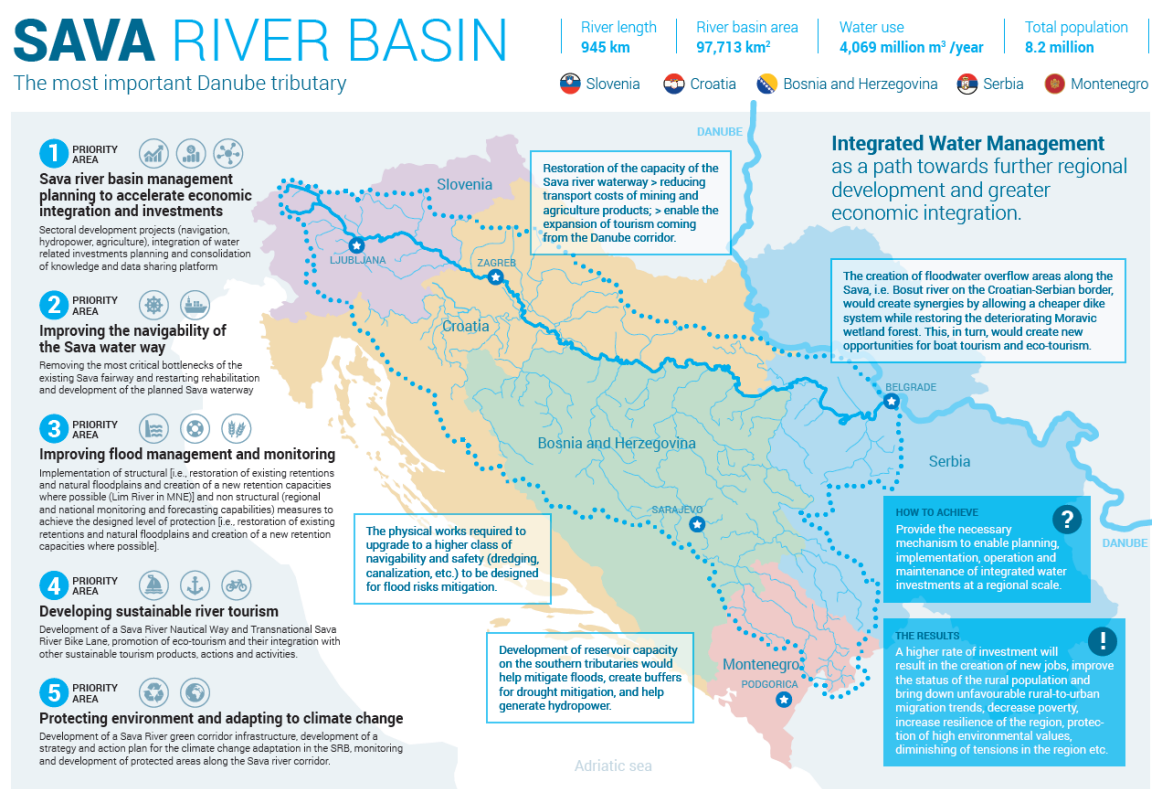 SAVA RIVER BASIN
The most important Danube tributary
River length
945 km
River basin area
97,713 km²
Water use
4,069 million m³ /year
Total population
8.2 million
Slovenia
Croatia
Bosnia and Herzegovina
Serbia
Montenegro
1 PRIORITY
AREA
Sava river basin management
planning to accelerate economic
integration and investments
Sectoral development projects (navigation,
hydropower, agriculture), integration of water
related investments planning and consolidation
of knowledge and data sharing platform
2 PRIORITY
AREA
Improving the navigability of
the Sava water way
Removing the most critical bottlenecks of the
existing Sava fairway and restarting rehabilitation
and development of the planned Sava waterway
3 PRIORITY
AREA
Improving flood management and monitoring
Implementation of structural [i.e., restoration of existing retentions
and natural floodplains and creation of a new retention capacities
where possible (Lim River in MNE)] and non structural (regional
and national monitoring and forecasting capabilities) measures to
achieve the designed level of protection [i.e., restoration of existing
retentions and natural floodplains and creation of a new retention
capacities where possible].
4 PRIORITY
AREA
Developing sustainable river tourism
Development of a Sava River Nautical Way and Transnational Sava
River Bike Lane, promotion of eco-tourism and their integration with
other sustainable tourism products, actions and activities.
5 PRIORITY
AREA
Protecting environment and adapting to climate change
Development of a Sava River green corridor infrastructure, development of a
strategy and action plan for the climate change adaptation in the SRB, monitoring
and development of protected areas along the Sava river corridor.
DANUBE
Slovenia
LJUBLJANA
ZAGREB
Croatia
Bosnia and Herzegovina
SARAJEVO
BELGRADE
Serbia
Montenegro
PODGORICA
DANUBE
Adriatic sea
Restoration of the capacity of the
Sava river waterway > reducing
transport costs of mining and
agriculture products; > enable the
expansion of tourism coming
from the Danube corridor.
Integrated Water Management
as a path towards further regional
development and greater
economic integration.
The creation of floodwater overflow areas along the
Sava, i.e. Bosut river on the Croatian-Serbian border,
would create synergies by allowing a cheaper dike
system while restoring the deteriorating Moravic
wetland forest. This, in turn, would create new
opportunities for boat tourism and eco-tourism.
The physical works required to
upgrade to a higher class of
navigability and safety (dredging,
canalization, etc.) to be designed
for flood risks mitigation.
Development of reservoir capacity
on the southern tributaries would
help mitigate floods, create buffers
for drought mitigation, and help
generate hydropower.
HOW TO ACHIEVE ?
Provide the necessary
mechanism to enable planning,
implementation, operation and
maintenance of integrated water
investments at a regional scale.
THE RESULTS !
A higher rate of investment will
result in the creation of new jobs, improve
the status of the rural population and
bring down unfavourable rural-to-urban
migration trends, decrease poverty,
increase resilience of the region, protec-
tion of high environmental values,
diminishing of tensions in the region etc.